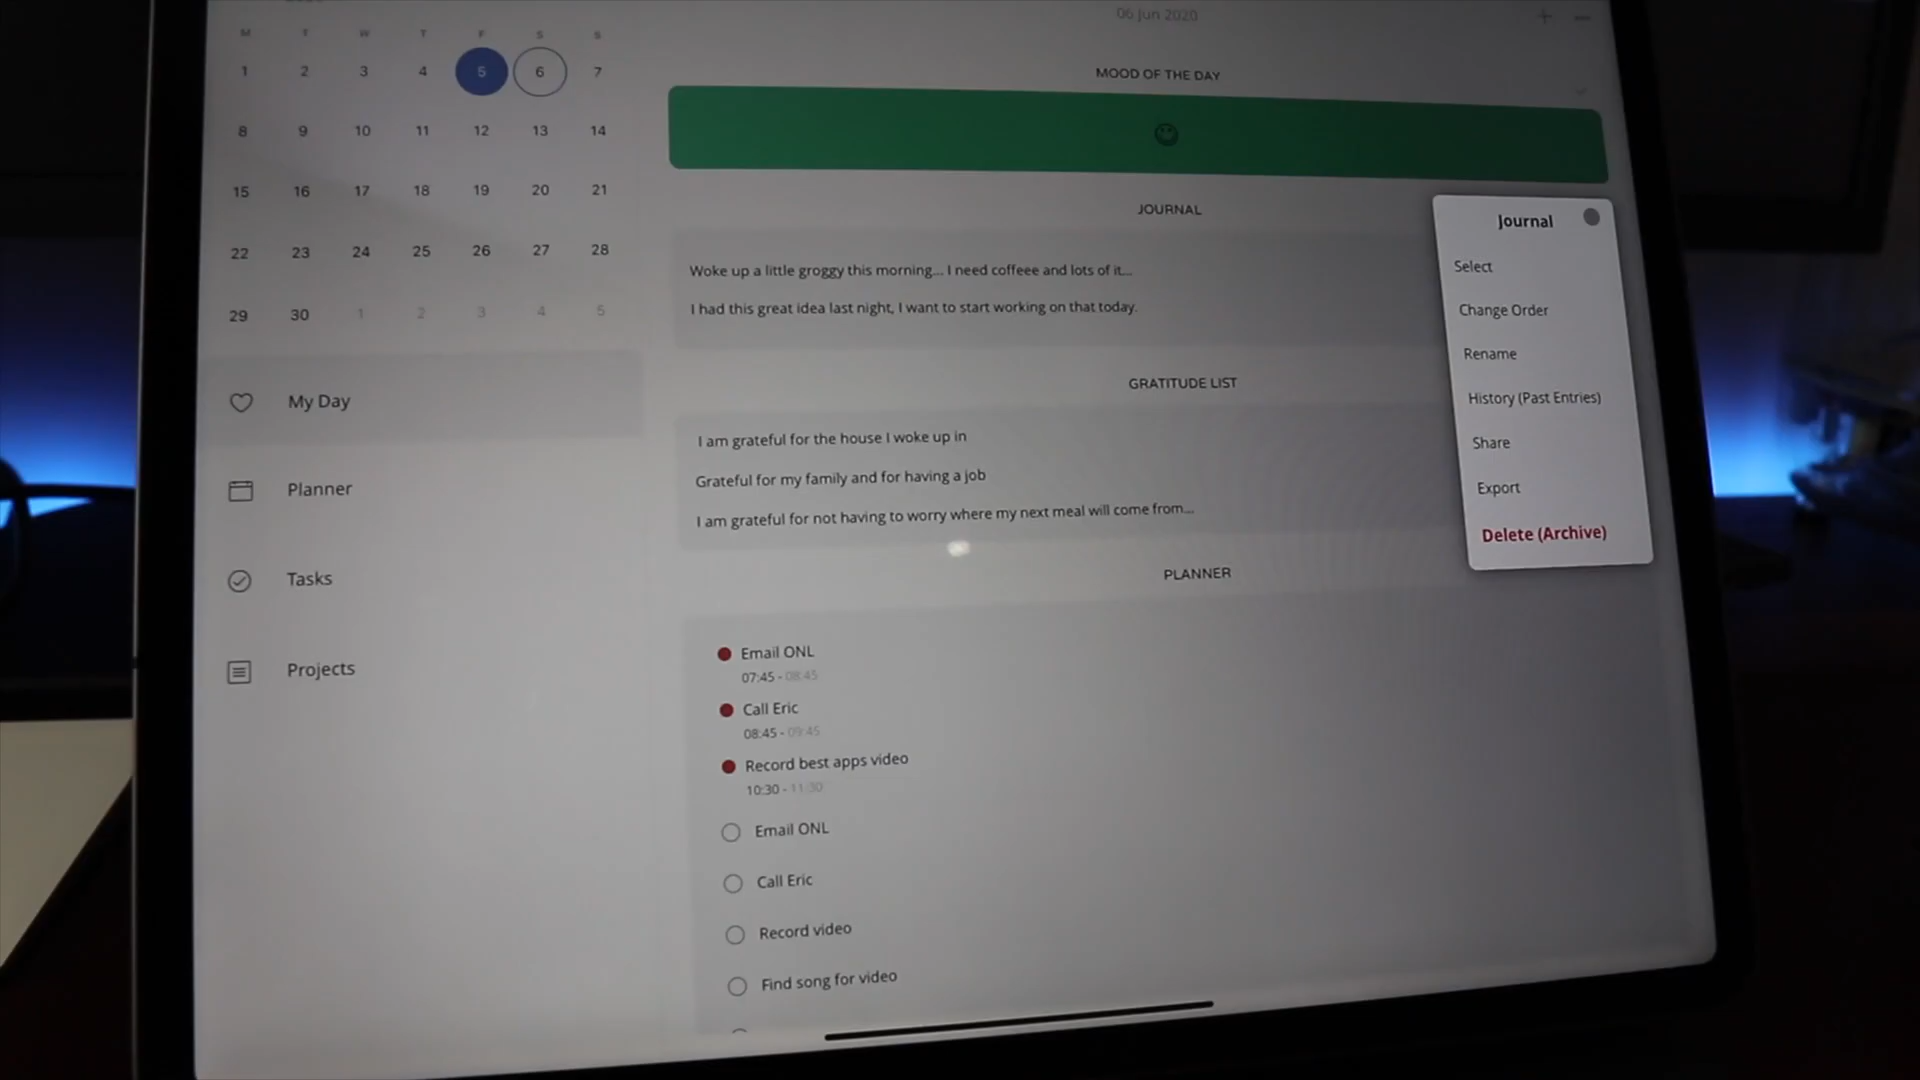 M T W T F S S
1 2 3 4 5 6 7
8 9 10 11 12 13 14
15 16 17 18 19 20 21
22 23 24 25 26 27 28
29 30 1 2 3 4 5
My Day
Planner
Tasks
Projects
06 Jun 2020
MOOD OF THE DAY
JOURNAL
Woke up a little groggy this morning... I need coffeee and lots of it...
I had this great idea last night, I want to start working on that today.
GRATITUDE LIST
I am grateful for the house I woke up in
Grateful for my family and for having a job
I am grateful for not having to worry where my next meal will come from...
PLANNER
Email ONL
07:45 - 08:45
Call Eric
08:45 - 09:45
Record best apps video
10:30 - 11:30
Email ONL
Call Eric
Record video
Find song for video
Journal
Select
Change Order
Rename
History (Past Entries)
Share
Export
Delete (Archive)